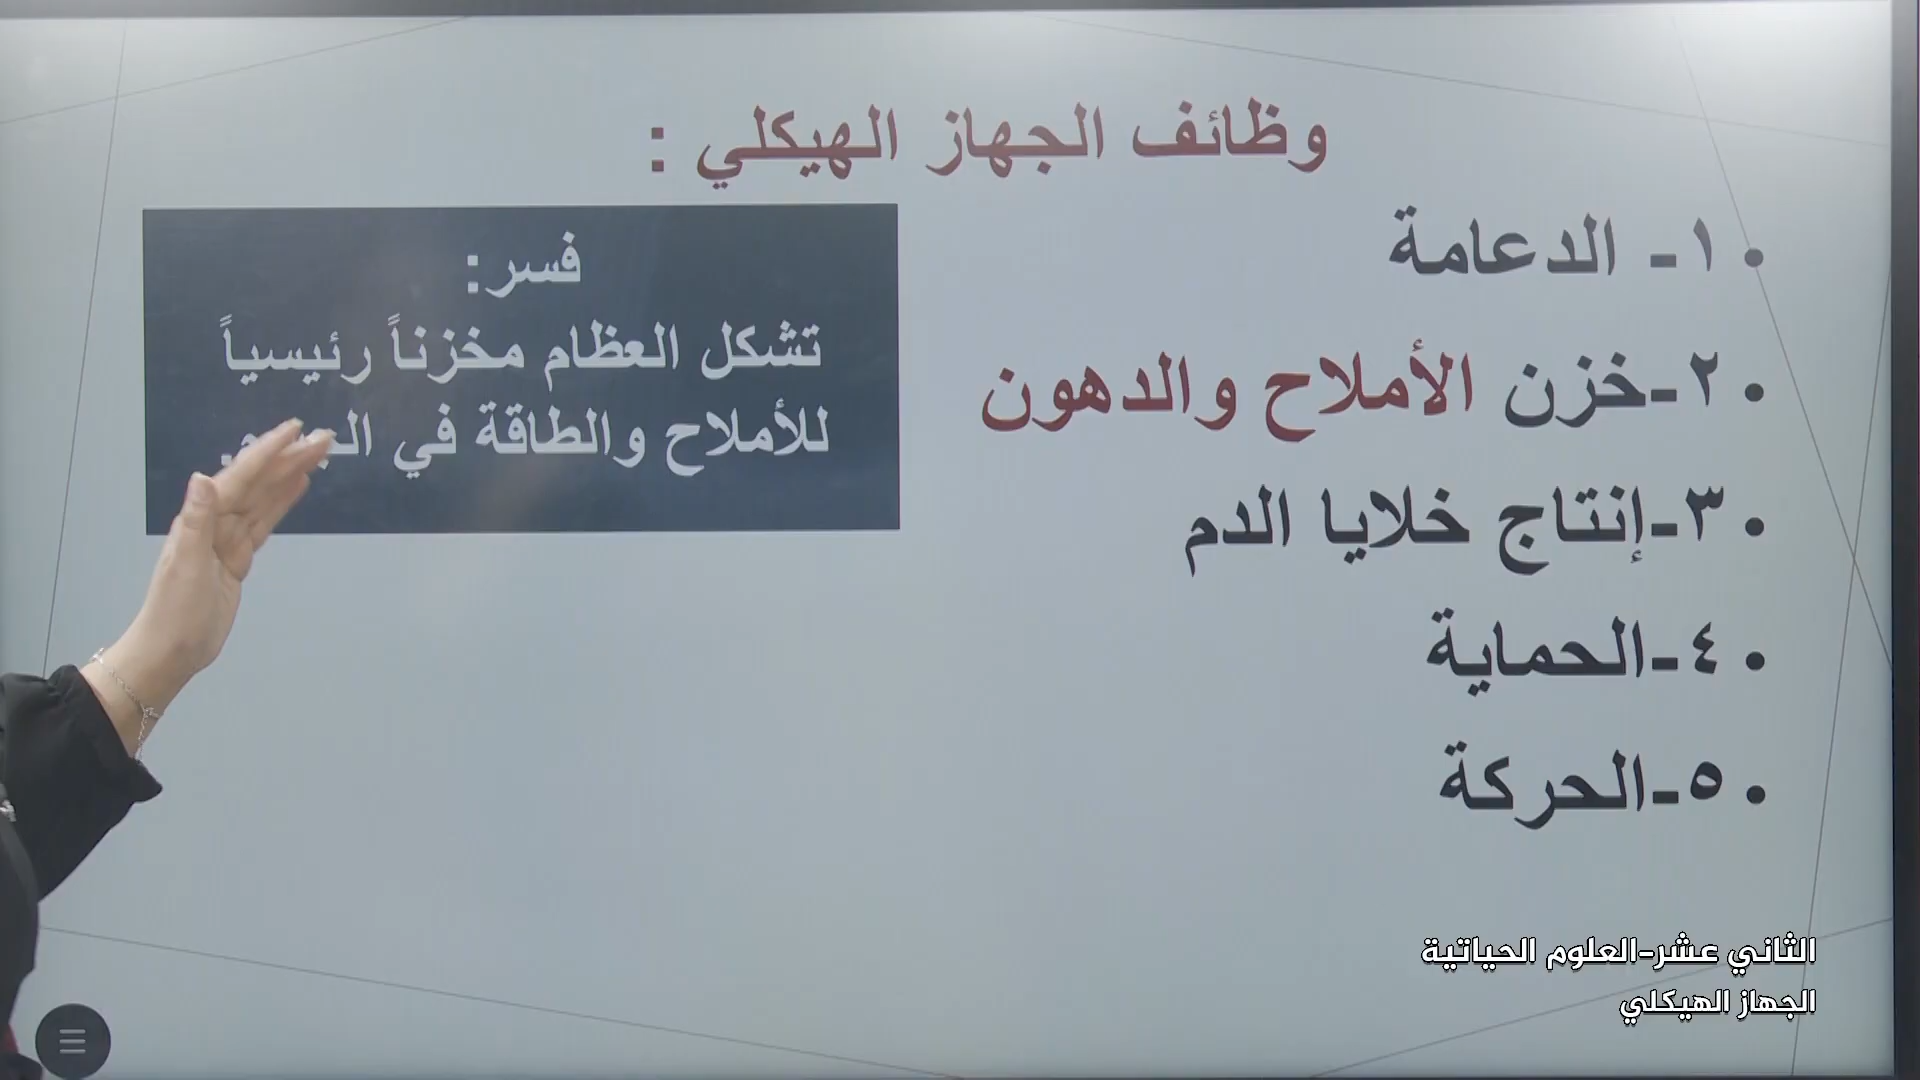 وظائف الجهاز الهيكلي :
١- الدعامة
٢-خزن الأملاح والدهون
٣-إنتاج خلايا الدم
٤-الحماية
٥-الحركة
فسر:
تشكل العظام مخزناً رئيسياً
للأملاح والطاقة في
الثاني عشر-العلوم الحياتية
الجهاز الهيكلي